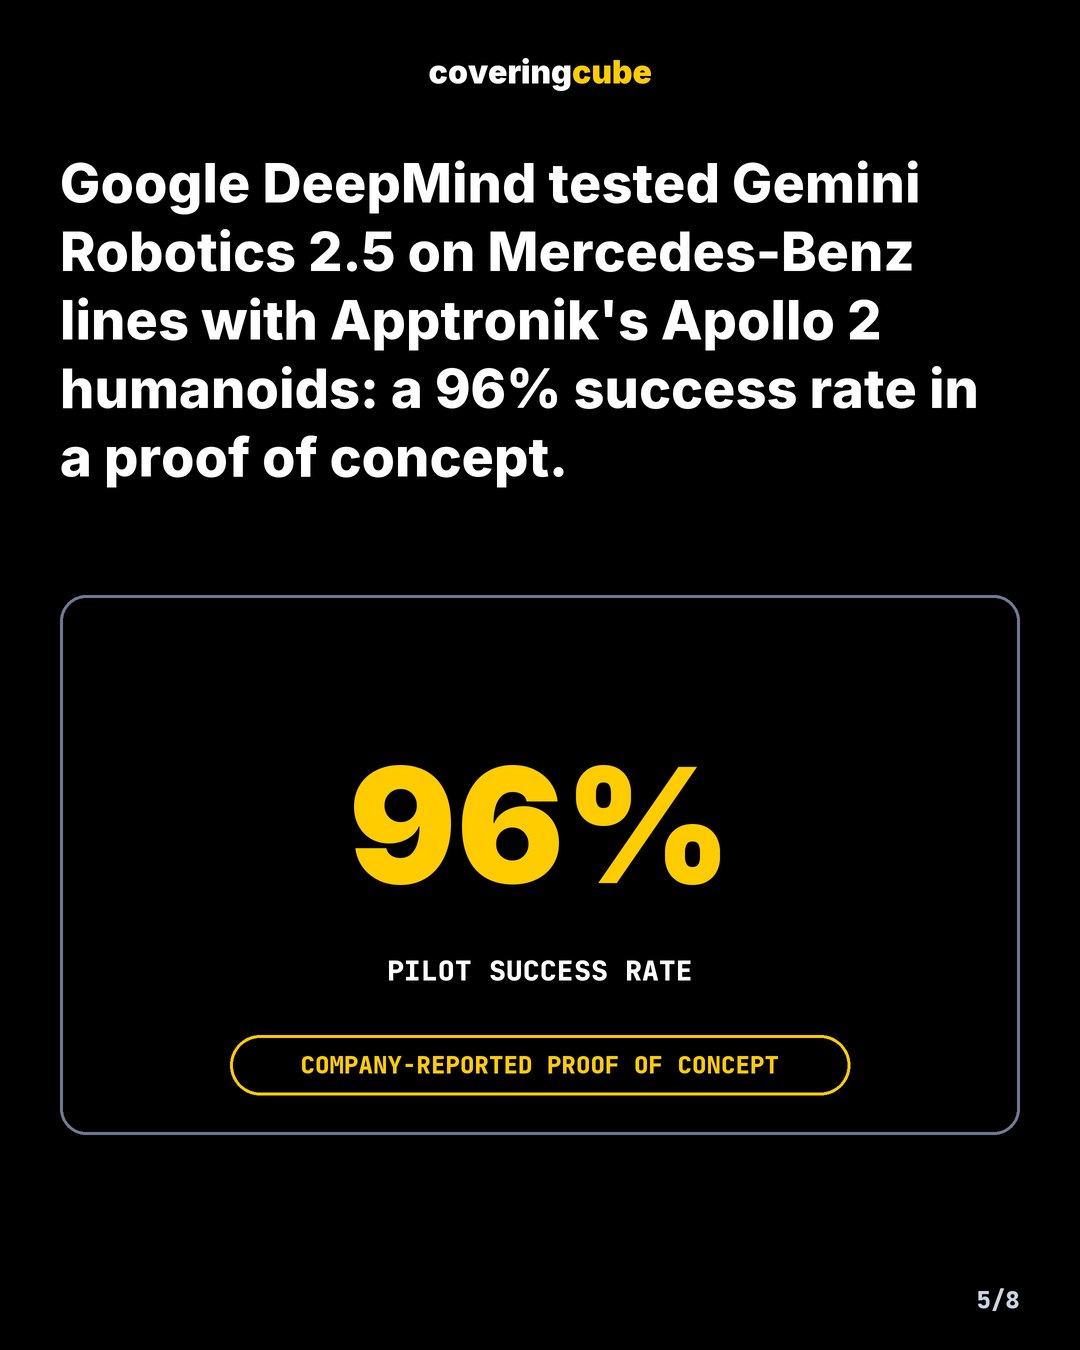 coveringcube
Google DeepMind tested Gemini
Robotics 2.5 on Mercedes-Benz
lines with Apptronik's Apollo 2
humanoids: a 96% success rate in
a proof of concept.
96%
PILOT SUCCESS RATE
COMPANY-REPORTED PROOF OF CONCEPT
5/8